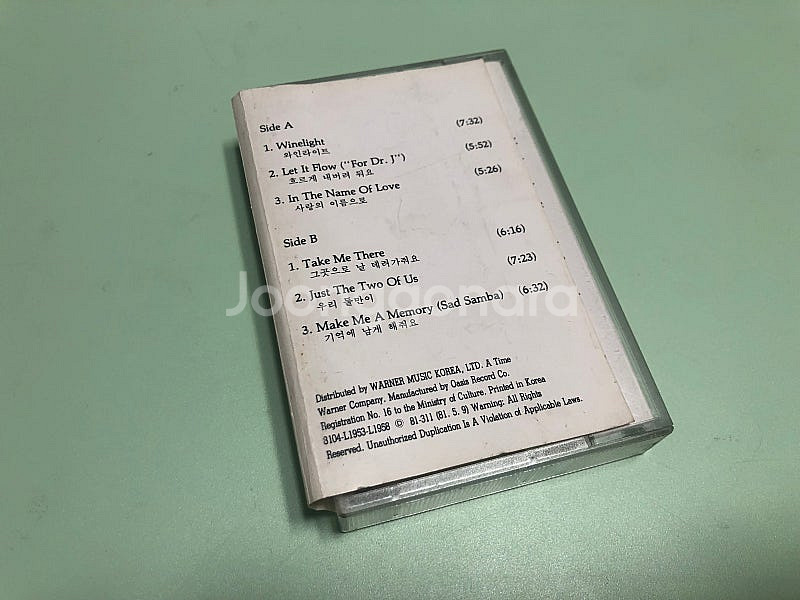 Side A
1. Winelight (7:32)
와인라이트
2. Let It Flow ("For Dr. J") (5:52)
흐르게 내버려 둬요
3. In The Name Of Love (5:26)
사랑의 이름으로
Side B
1. Take Me There (6:16)
그곳으로 날 데려가줘요
2. Just The Two Of Us (7:23)
우리 둘만이
3. Make Me A Memory (Sad Samba) (6:32)
기억에 남게 해줘요
Distributed by WARNER MUSIC KOREA, LTD. A Time
Warner Company, Manufactured by Oasis Record Co.
Registration No. 16 to the Ministry of Culture. Printed in Korea
3104-L1953-L1958 © 81-311 (81. 5. 9) Warning: All Rights
Reserved. Unauthorized Duplication Is A Violation of Applicable Laws.
Joongonara